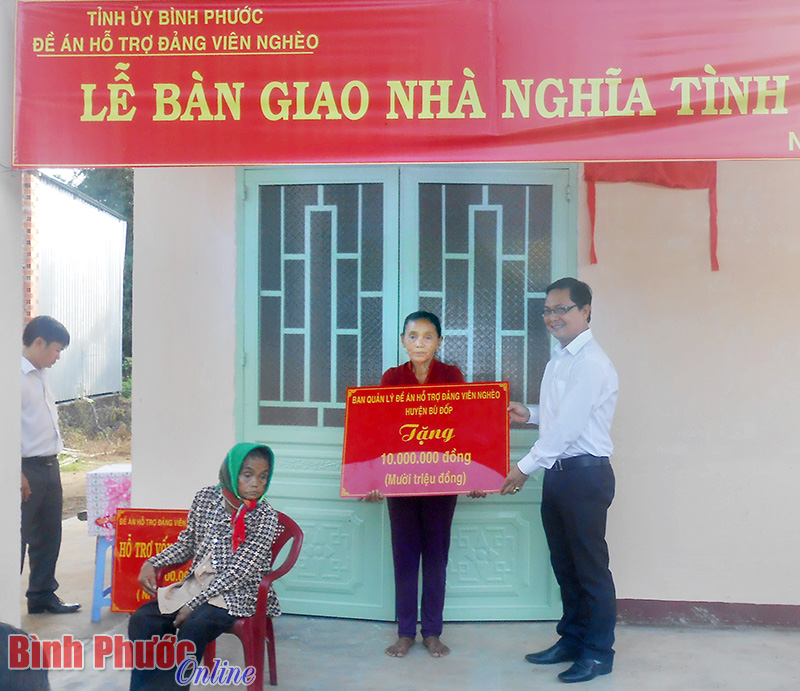 TỈNH ỦY BÌNH PHƯỚC
ĐỀ ÁN HỖ TRỢ ĐẢNG VIÊN NGHÈO
LỄ BÀN GIAO NHÀ NGHĨA TÌNH
N
BAN QUẢN LÝ ĐỀ ÁN HỖ TRỢ ĐẢNG VIÊN NGHÈO
HUYỆN BÙ ĐỐP
Tặng
10.000.000 đồng
(Mười triệu đồng)
ĐỀ ÁN HỖ TRỢ ĐẢNG VIÊN
HỖ TRỢ VỐN
Bình Phước
Online